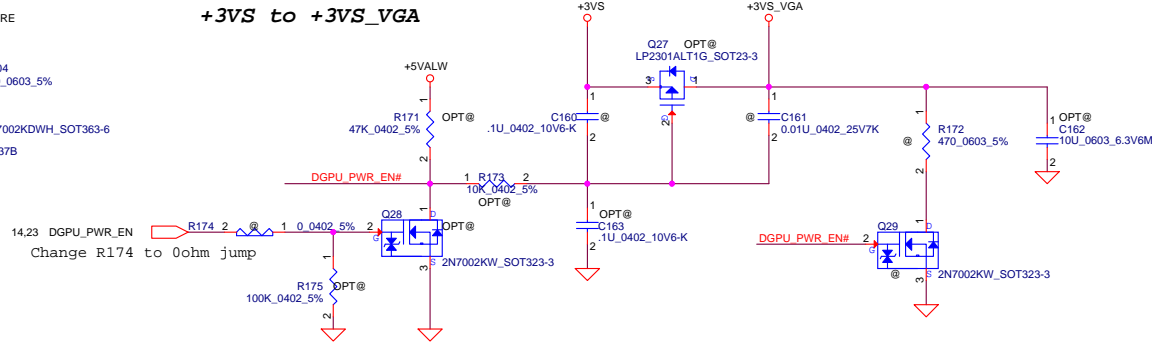 RE
+3VS to +3VS_VGA
+3VS
+3VS_VGA
04
0_0603_5%
7002KDWH_SOT363-6
37B
+5VALW
1
R171
47K_0402_5%
OPT@
2
Q27
OPT@
LP2301ALT1G_SOT23-3
3
S
D
1
G
2
1
C160
@
.1U_0402_10V6-K
2
1
@
C161
0.01U_0402_25V7K
2
1
R172
@
470_0603_5%
2
1
OPT@
C162
10U_0603_6.3V6M
2
DGPU_PWR_EN#
1
R173
2
10K_0402_5%
OPT@
1
OPT@
C163
.1U_0402_10V6-K
2
14,23
DGPU_PWR_EN
R174
2
@
1
0_0402_5%
2
Change R174 to 0ohm jump
Q28
1
D
OPT@
G
S
3
2N7002KW_SOT323-3
1
R175
OPT@
100K_0402_5%
2
DGPU_PWR_EN#
2
Q29
1
D
G
@
S
3
2N7002KW_SOT323-3